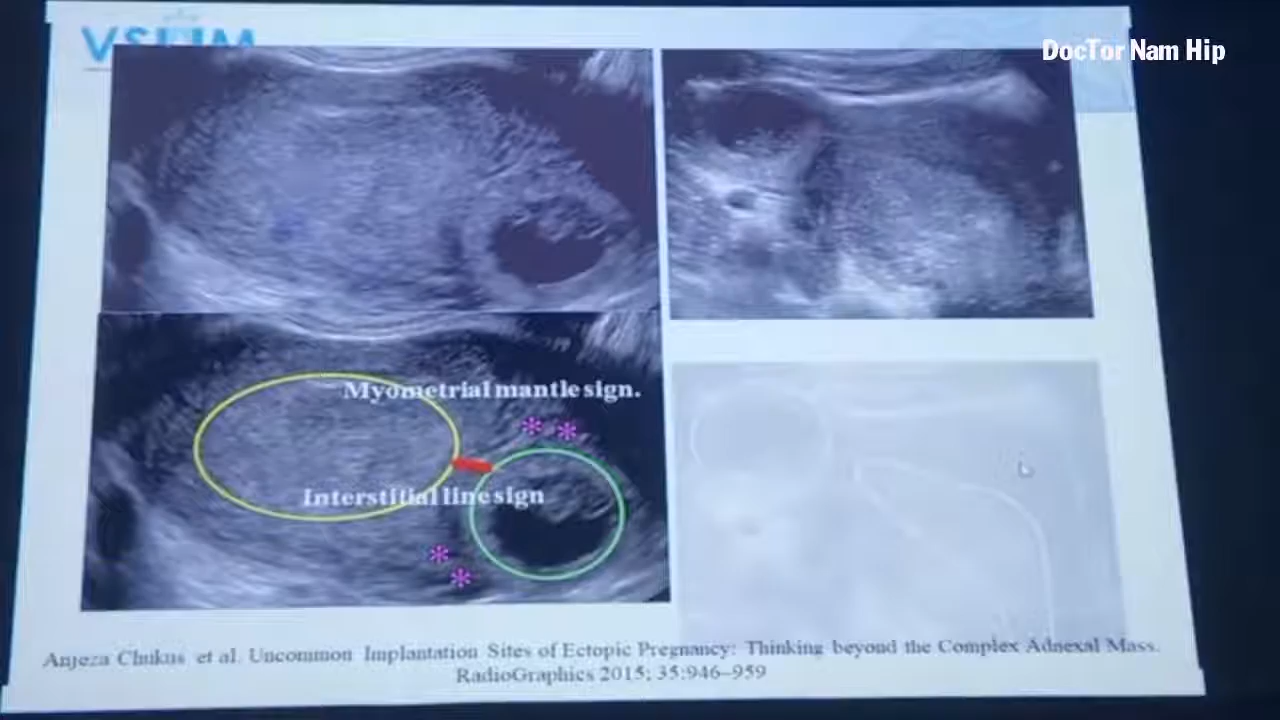 DocTor Nam Hip
Myometrial mantle sign.
* *
Interstitial line sign
*
*
Anjeza Chukus et al. Uncommon Implantation Sites of Ectopic Pregnancy: Thinking beyond the Complex Adnexal Mass.
RadioGraphics 2015; 35:946–959